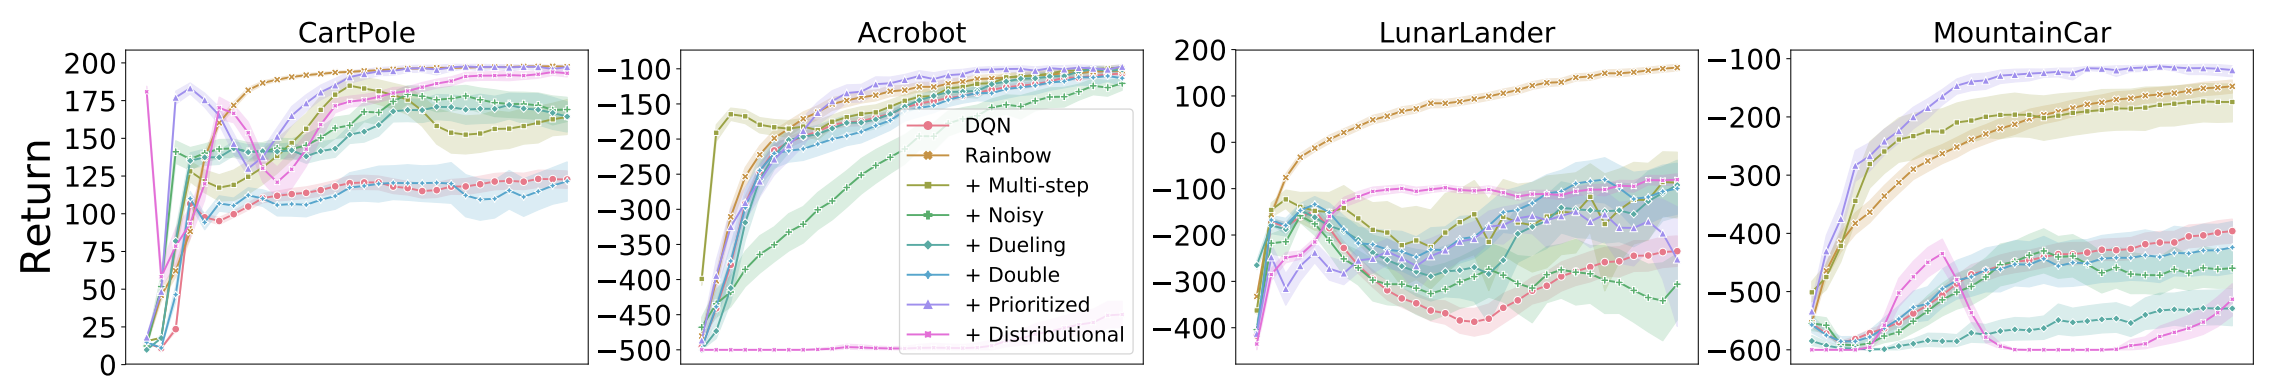 CartPole
Acrobot
LunarLander
MountainCar
Return
200
175
150
125
100
75
50
25
0
−100
−150
−200
−250
−300
−350
−400
−450
−500
DQN
Rainbow
+ Multi-step
+ Noisy
+ Dueling
+ Double
+ Prioritized
+ Distributional
200
100
0
−100
−200
−300
−400
−100
−200
−300
−400
−500
−600